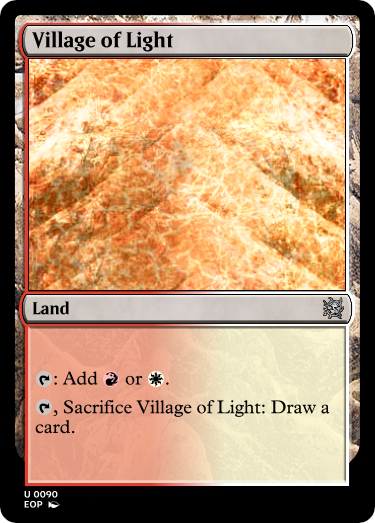 Village of Light
Land
: Add or .
, Sacrifice Village of Light: Draw a
card.
U 0090
EOP